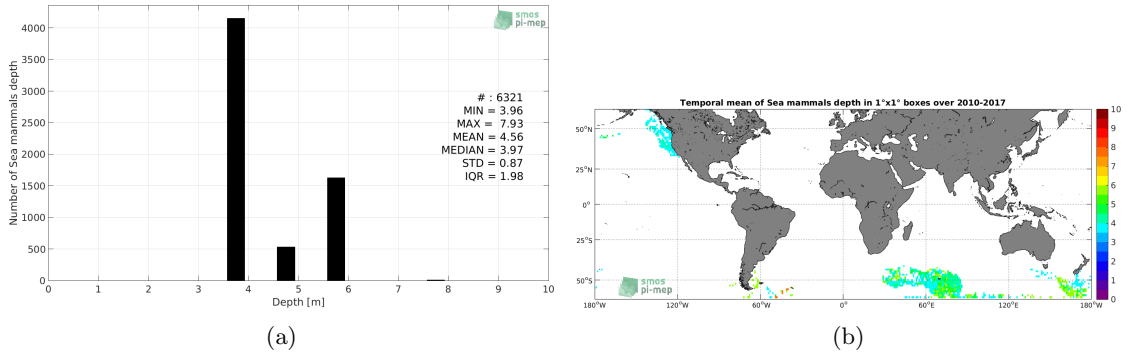 4000
3500
3000
2500
2000
1500
1000
500
0
Number of Sea mammals depth
smos
pi-mep
# : 6321
MIN = 3.96
MAX = 7.93
MEAN = 4.56
MEDIAN = 3.97
STD = 0.87
IQR = 1.98
0 1 2 3 4 5 6 7 8 9 10
Depth [m]
(a)
Temporal mean of Sea mammals depth in 1°x1° boxes over 2010-2017
50°N
25°N
0°
25°S
50°S
smos
pi-mep
180°W 120°W 60°W 0° 60°E 120°E 180°W
10
9
8
7
6
5
4
3
2
1
0
(b)